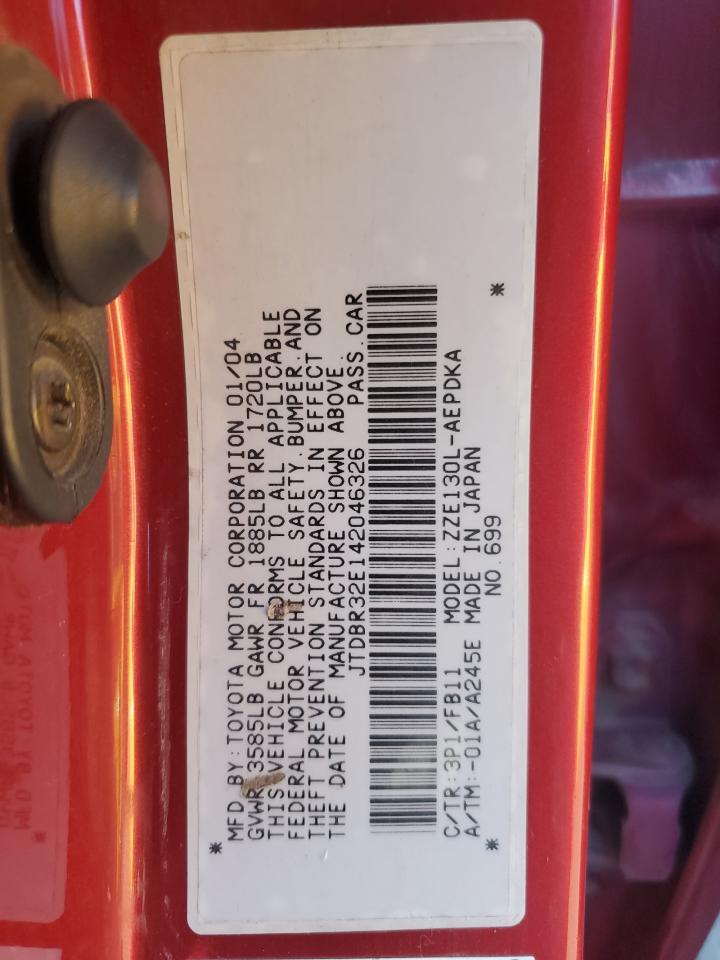 MFD BY:TOYOTA MOTOR CORPORATION 01/04
GVWR 3585LB GAWR FR 1885LB RR 1720LB
THIS VEHICLE CONFORMS TO ALL APPLICABLE
FEDERAL MOTOR VEHICLE SAFETY.BUMPER.AND
THEFT PREVENTION STANDARDS IN EFFECT ON
THE DATE OF MANUFACTURE SHOWN ABOVE.
JTDBR32E142046326 PASS.CAR
C/TR:3P1/FB11 MODEL:ZZE130L-AEPDKA
A/TM:-01A/A245E MADE IN JAPAN
NO.699